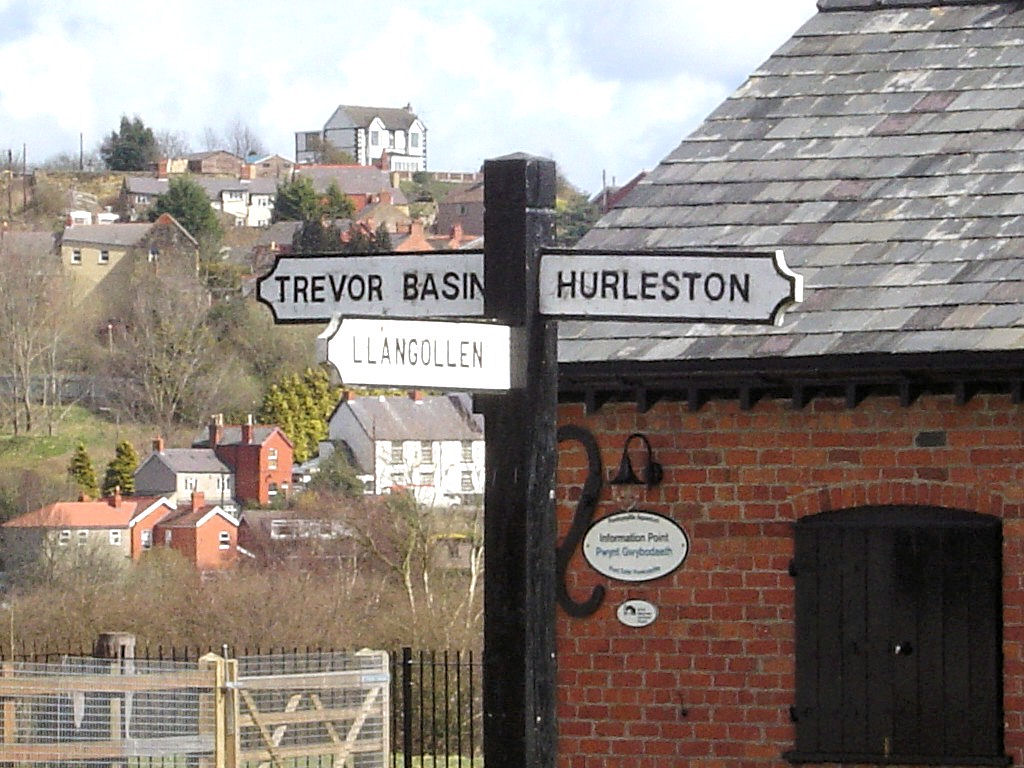 TREVOR BASIN
HURLESTON
LLANGOLLEN
Information Point
Pwynt Gwybodaeth